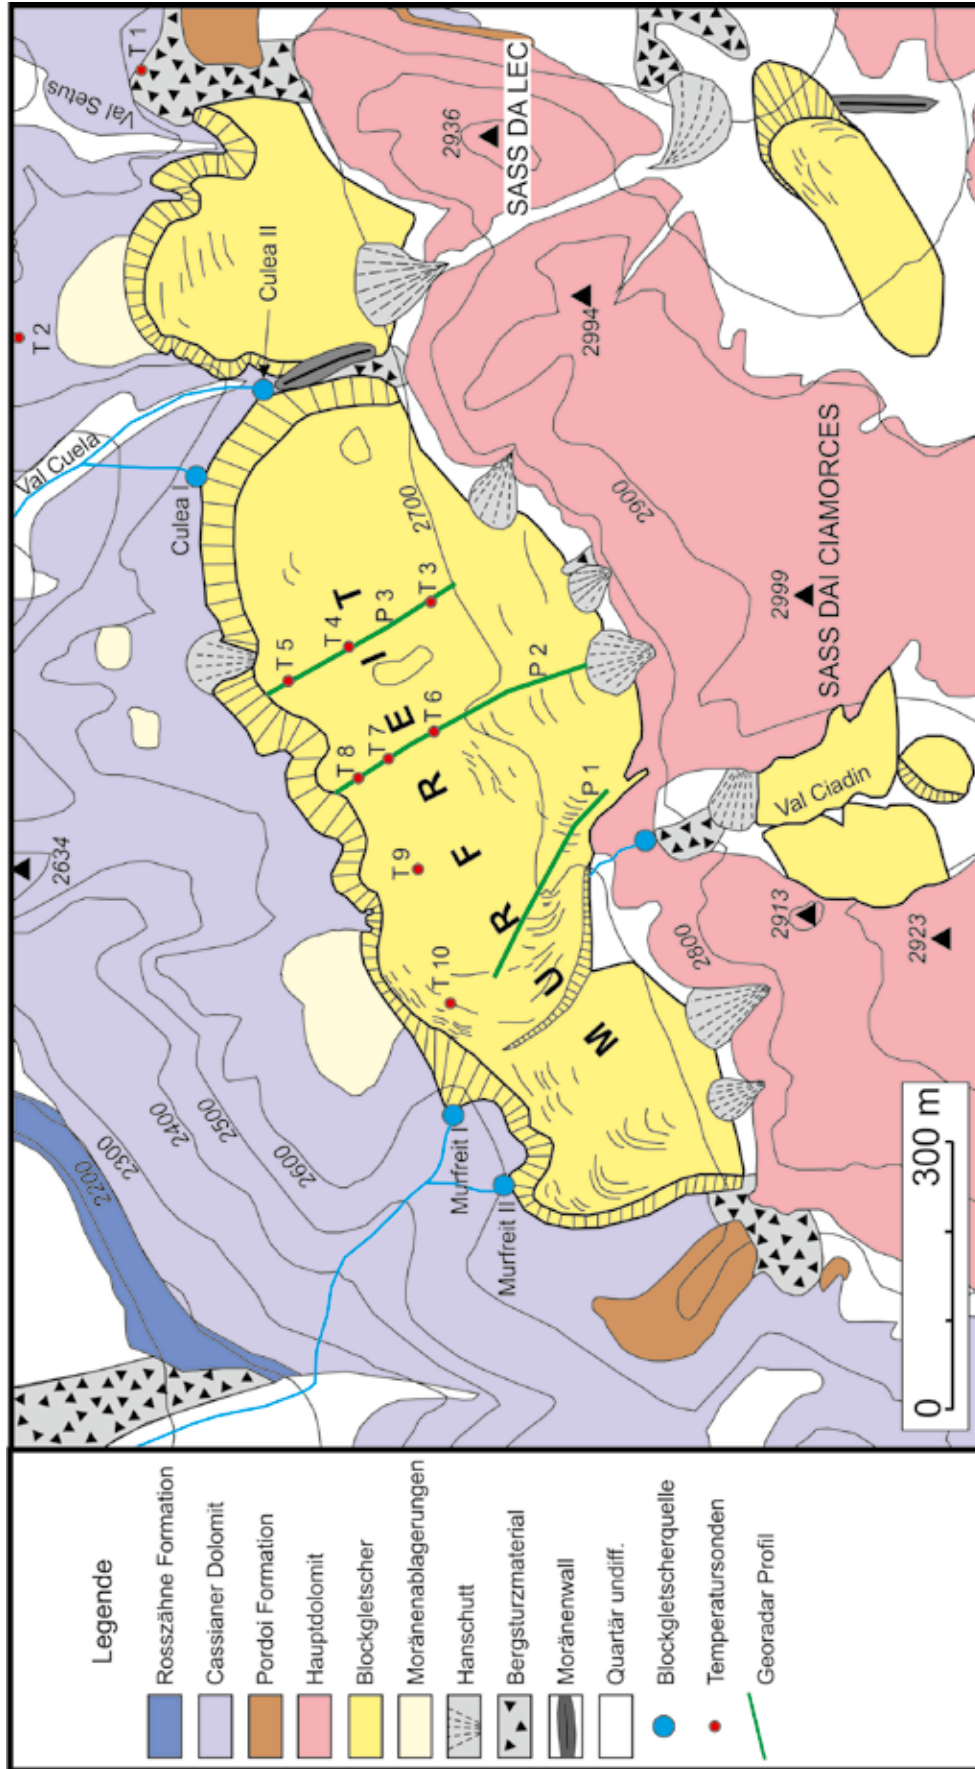 Legende
Rosszähne Formation
Cassianer Dolomit
Pordoi Formation
Hauptdolomit
Blockgletscher
Moränenablagerungen
Hanschutt
Bergsturzmaterial
Moränenwall
Quartär undiff.
Blockgletscherquelle
Temperatursonden
Georadar Profil
2200
2300
2400
2500
2600
2634
Val Cuela
T 2
Val Setus
T 1
Culea I
Culea II
Murfreit I
Murfreit II
MURFREIT
T 10
T 9
T 8
T 7
T 6
T 5
T 4
T 3
P 1
P 2
P 3
2700
2800
2900
2936
SASS DA LEC
2994
2999
SASS DAI CIAMORCES
Val Ciadin
2913
2923
0
300 m